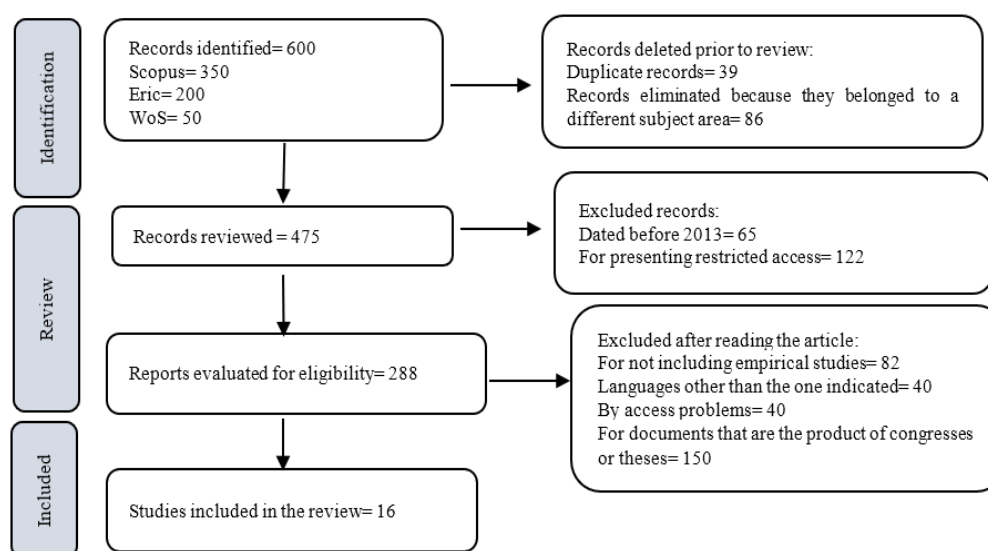 Identification
Records identified= 600
Scopus= 350
Eric= 200
WoS= 50
Records deleted prior to review:
Duplicate records= 39
Records eliminated because they belonged to a
different subject area= 86
Review
Records reviewed = 475
Excluded records:
Dated before 2013= 65
For presenting restricted access= 122
Reports evaluated for eligibility= 288
Excluded after reading the article:
For not including empirical studies= 82
Languages other than the one indicated= 40
By access problems= 40
For documents that are the product of congresses
or theses= 150
Included
Studies included in the review= 16